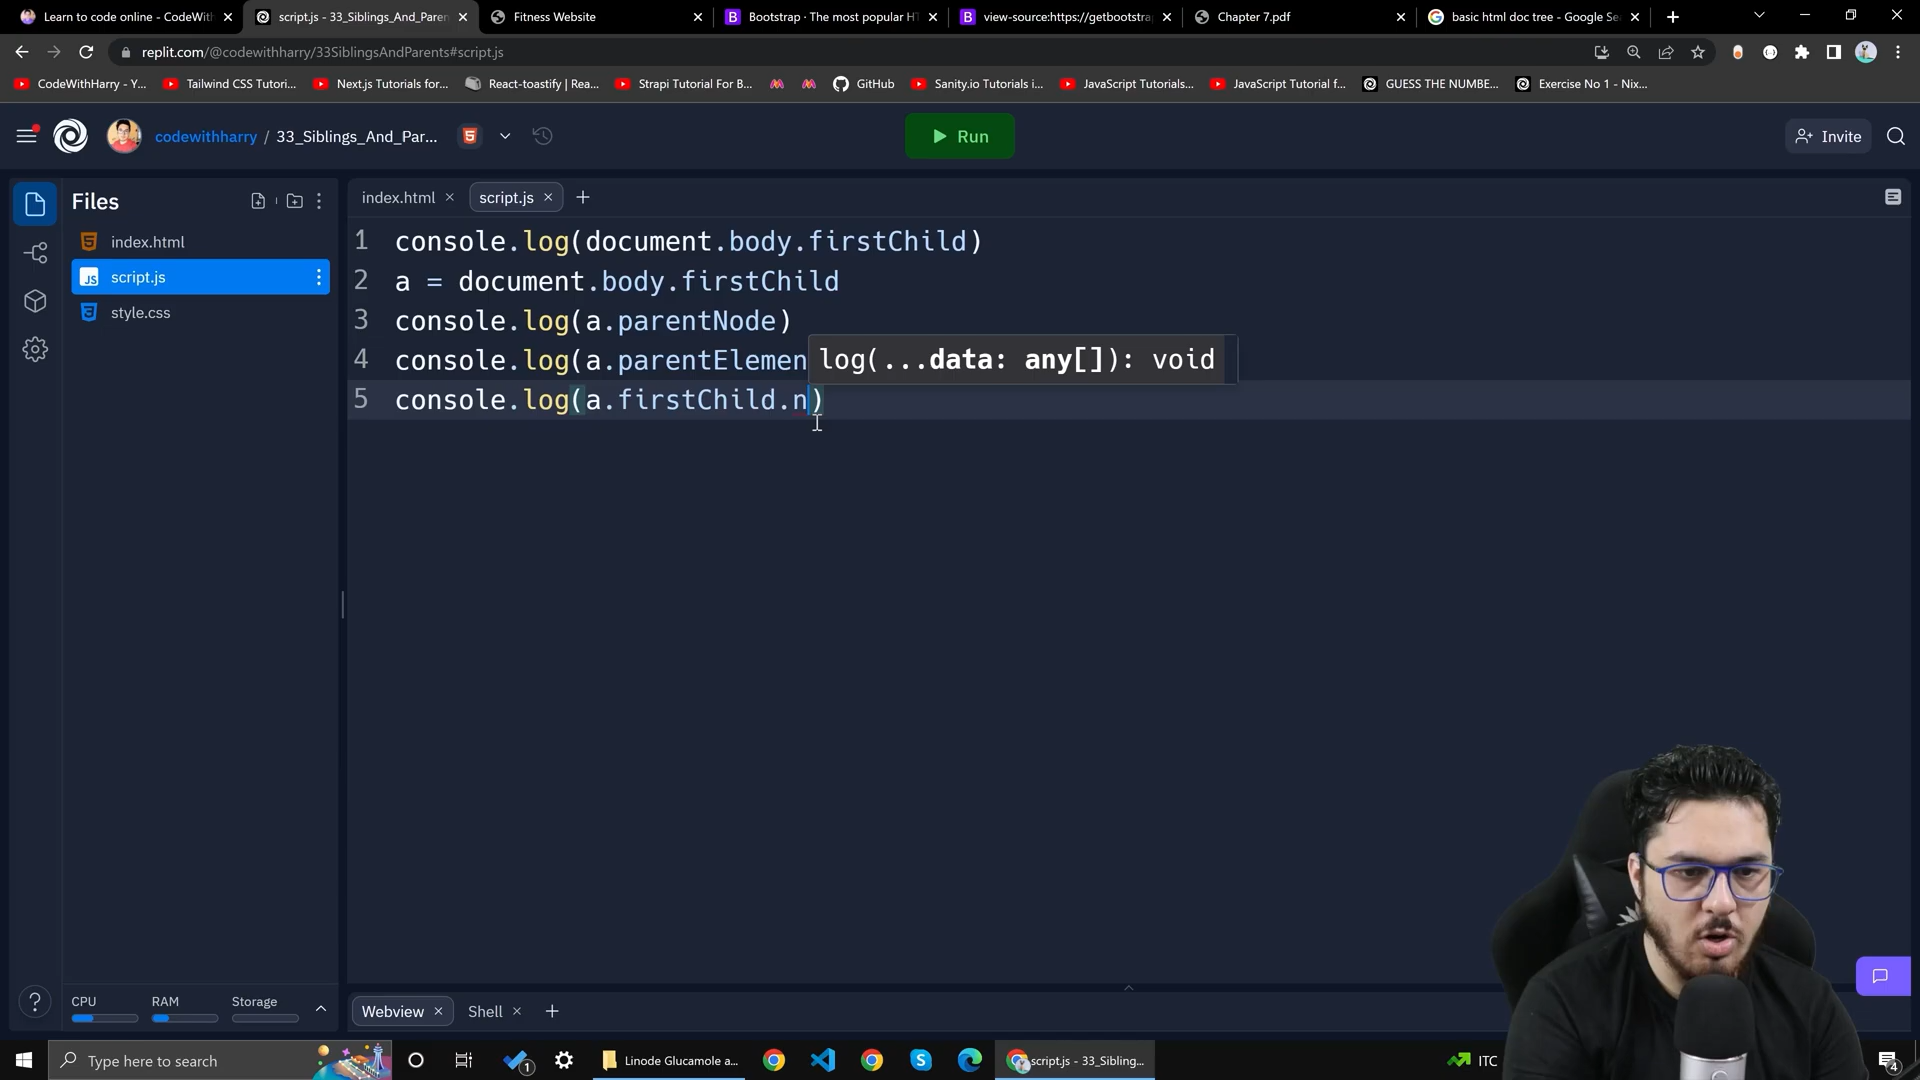 Learn to code online - CodeWith
script.js - 33_Siblings_And_Paren
Fitness Website
Bootstrap · The most popular HT
view-source:https://getbootstra
Chapter 7.pdf
basic html doc tree - Google Se
replit.com/@codewithharry/33SiblingsAndParents#script.js
CodeWithHarry - Y...
Tailwind CSS Tutori...
Next.js Tutorials for...
React-toastify | Rea...
Strapi Tutorial For B...
GitHub
Sanity.io Tutorials i...
JavaScript Tutorials...
JavaScript Tutorial f...
GUESS THE NUMBE...
Exercise No 1 - Nix...
codewithharry / 33_Siblings_And_Par...
Run
Invite
Files
index.html
script.js
style.css
index.html
script.js
1 console.log(document.body.firstChild)
2 a = document.body.firstChild
3 console.log(a.parentNode)
4 console.log(a.parentElemen
log(...data: any[]): void
5 console.log(a.firstChild.n)
CPU
RAM
Storage
Webview
Shell
Type here to search
1
Linode Glucamole a...
script.js - 33_Sibling...
ITC
4